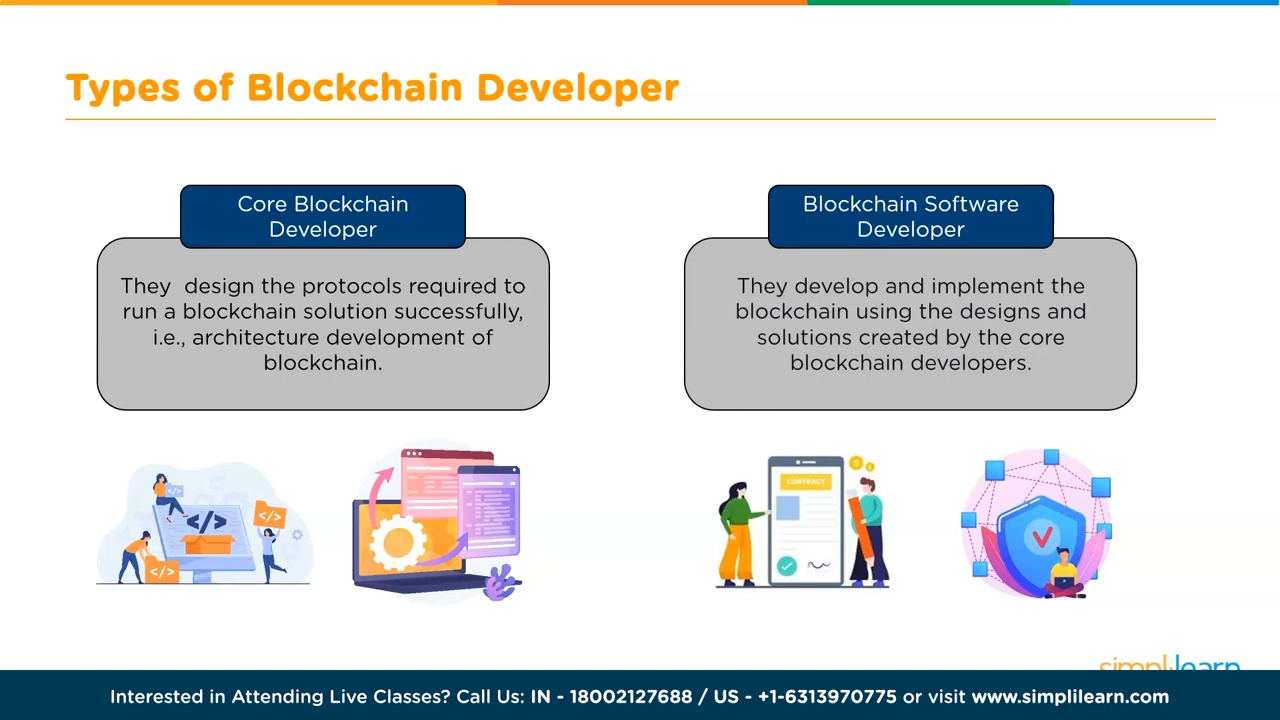 Types of Blockchain Developer
Core Blockchain
Developer
They design the protocols required to
run a blockchain solution successfully,
i.e., architecture development of
blockchain.
Blockchain Software
Developer
They develop and implement the
blockchain using the designs and
solutions created by the core
blockchain developers.
</>
</>
</>
</>
CONTRACT
simplilearn
Interested in Attending Live Classes? Call Us: IN - 18002127688 / US - +1-6313970775 or visit www.simplilearn.com